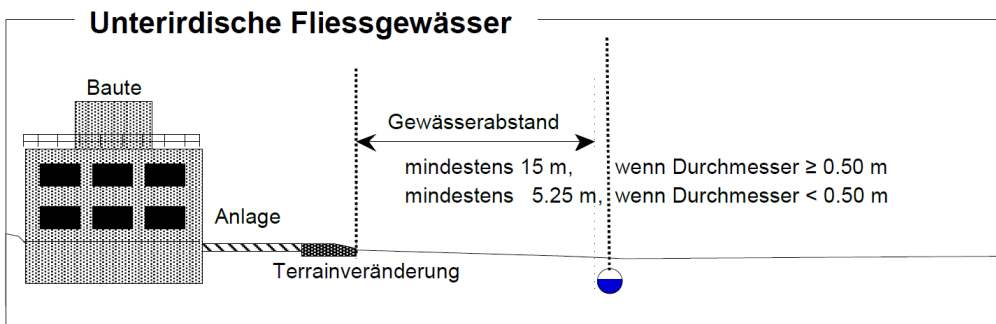 Unterirdische Fliessgewässer
Baute
Gewässerabstand
mindestens 15 m, wenn Durchmesser ≥ 0.50 m
mindestens 5.25 m, wenn Durchmesser < 0.50 m
Anlage
Terrainveränderung